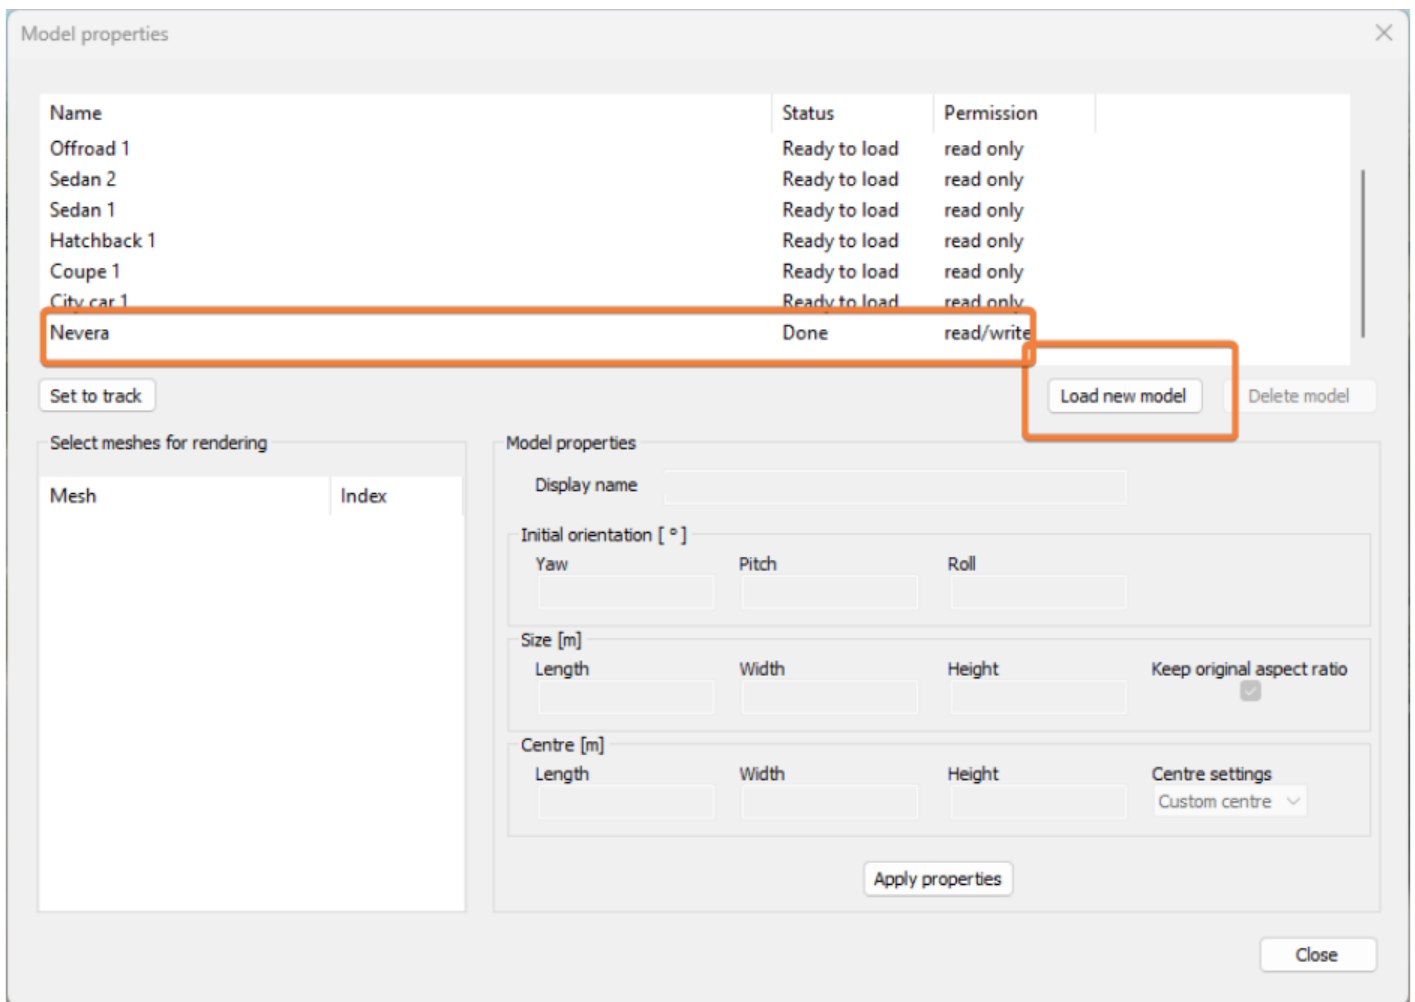 Model properties
Name Status Permission
Offroad 1 Ready to load read only
Sedan 2 Ready to load read only
Sedan 1 Ready to load read only
Hatchback 1 Ready to load read only
Coupe 1 Ready to load read only
City car 1 Ready to load read only
Nevera Done read/write
Set to track Load new model Delete model
Select meshes for rendering
Mesh Index
Model properties
Display name
Initial orientation [ ° ]
Yaw Pitch Roll
Size [m]
Length Width Height Keep original aspect ratio
Centre [m]
Length Width Height Centre settings
Custom centre
Apply properties
Close